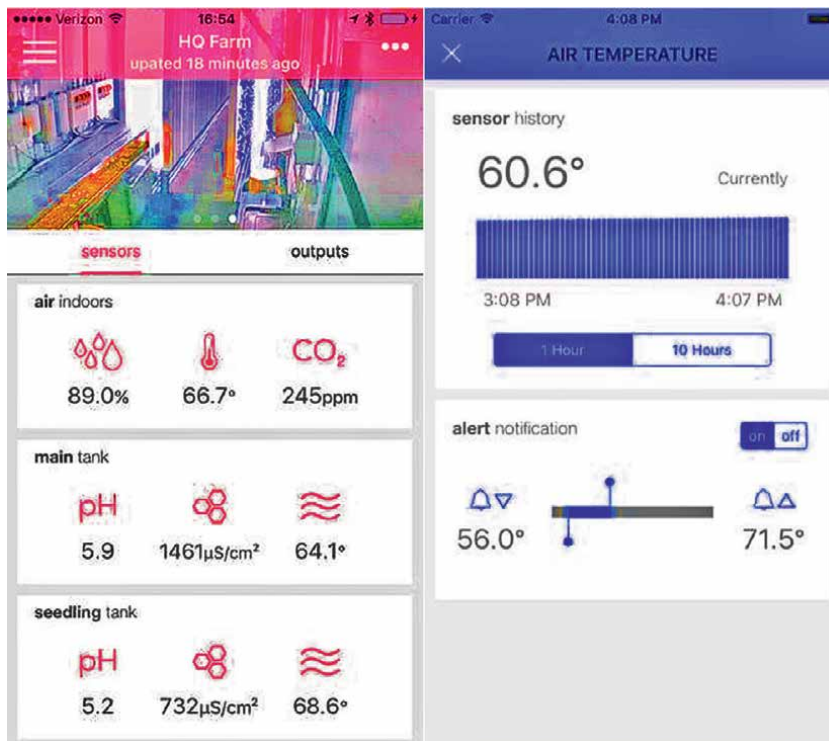 Verizon 16:54
HQ Farm
upated 18 minutes ago
sensors outputs
air indoors
CO₂
89.0% 66.7° 245ppm
main tank
pH
5.9 1461µS/cm² 64.1°
seedling tank
pH
5.2 732µS/cm² 68.6°
Carrier 4:08 PM
AIR TEMPERATURE
sensor history
60.6° Currently
3:08 PM 4:07 PM
1 Hour 10 Hours
alert notification on off
56.0° 71.5°